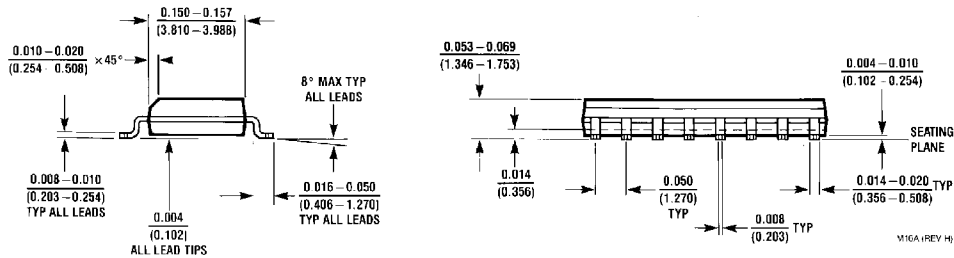 0.150 – 0.157
(3.810 – 3.988)
0.010 – 0.020
(0.254 – 0.508)
×45°
8° MAX TYP
ALL LEADS
0.008 – 0.010
(0.203 – 0.254)
TYP ALL LEADS
0.004
(0.102)
ALL LEAD TIPS
0.016 – 0.050
(0.406 – 1.270)
TYP ALL LEADS
0.053 – 0.069
(1.346 – 1.753)
0.004 – 0.010
(0.102 – 0.254)
SEATING
PLANE
0.014
(0.356)
0.050
(1.270)
TYP
0.008
(0.203)
TYP
0.014 – 0.020
(0.356 – 0.508)
TYP
M16A (REV H)